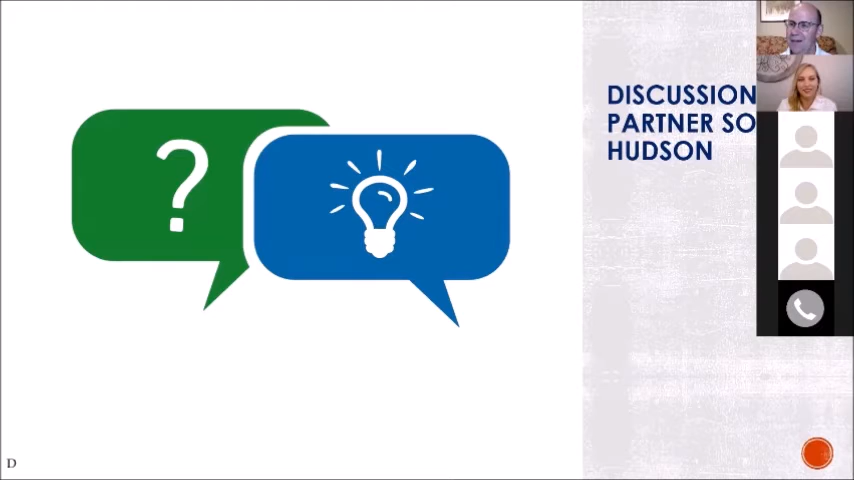 DISCUSSION
PARTNER SO
HUDSON
?
D